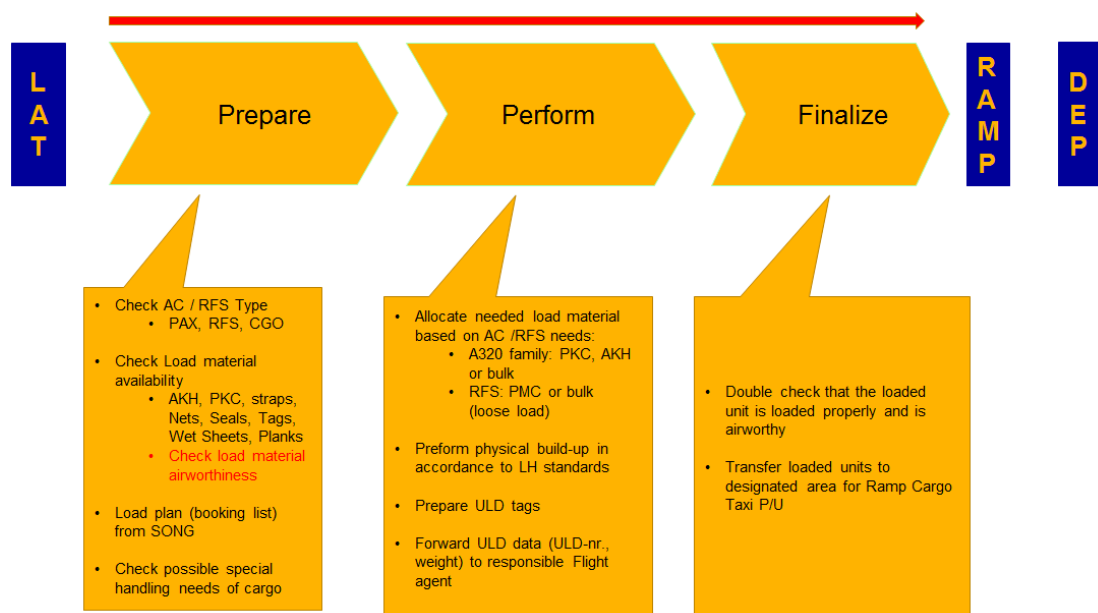 LAT
Prepare
Perform
Finalize
RAMP
DEP
• Check AC / RFS Type
• PAX, RFS, CGO
• Check Load material
availability
• AKH, PKC, straps,
Nets, Seals, Tags,
Wet Sheets, Planks
• Check load material
airworthiness
• Load plan (booking list)
from SONG
• Check possible special
handling needs of cargo
• Allocate needed load material
based on AC /RFS needs:
• A320 family: PKC, AKH
or bulk
• RFS: PMC or bulk
(loose load)
• Preform physical build-up in
accordance to LH standards
• Prepare ULD tags
• Forward ULD data (ULD-nr.,
weight) to responsible Flight
agent
• Double check that the loaded
unit is loaded properly and is
airworthy
• Transfer loaded units to
designated area for Ramp Cargo
Taxi P/U